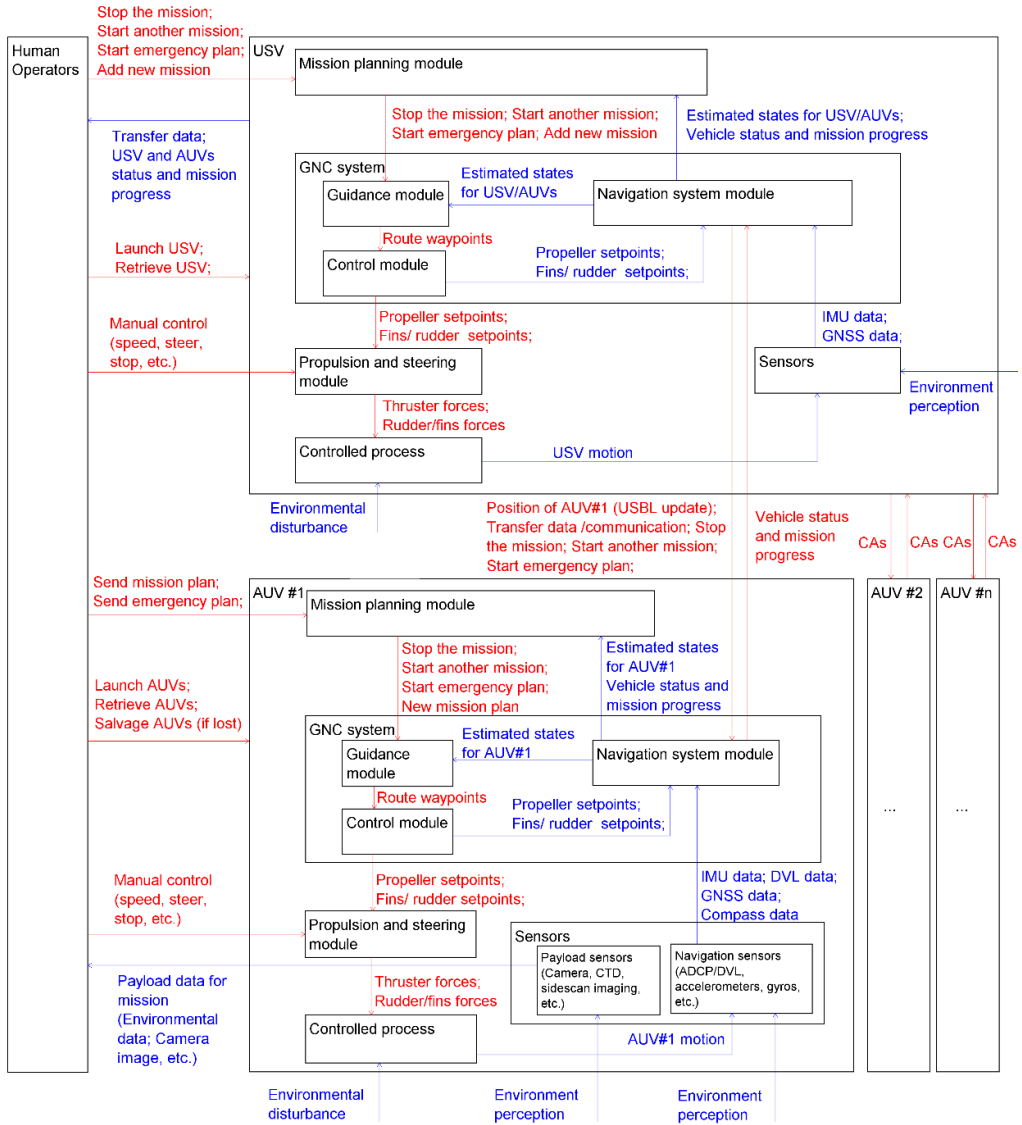 Stop the mission;
Start another mission;
Start emergency plan;
Add new mission
Human
Operators
USV
Mission planning module
Stop the mission; Start another mission;
Start emergency plan; Add new mission
Estimated states for USV/AUVs;
Vehicle status and mission progress
Transfer data;
USV and AUVs
status and mission
progress
GNC system
Guidance module
Estimated states
for USV/AUVs
Navigation system module
Route waypoints
Control module
Propeller setpoints;
Fins/ rudder setpoints;
Launch USV;
Retrieve USV;
Propeller setpoints;
Fins/ rudder setpoints;
IMU data;
GNSS data;
Manual control
(speed, steer,
stop, etc.)
Propulsion and steering
module
Sensors
Environment
perception
Thruster forces;
Rudder/fins forces
Controlled process
USV motion
Environmental
disturbance
Position of AUV#1 (USBL update);
Transfer data /communication; Stop
the mission; Start another mission;
Start emergency plan;
Vehicle status
and mission
progress
CAs
CAs
CAs
CAs
Send mission plan;
Send emergency plan;
AUV #1
Mission planning module
AUV #2
AUV #n
Stop the mission;
Start another mission;
Start emergency plan;
New mission plan
Estimated states
for AUV#1
Vehicle status and
mission progress
Launch AUVs;
Retrieve AUVs;
Salvage AUVs (if lost)
GNC system
Guidance
module
Estimated states
for AUV#1
Navigation system module
Route waypoints
Control module
Propeller setpoints;
Fins/ rudder setpoints;
...
...
Manual control
(speed, steer,
stop, etc.)
Propeller setpoints;
Fins/ rudder setpoints;
IMU data; DVL data;
GNSS data;
Compass data
Propulsion and steering
module
Sensors
Payload sensors
(Camera, CTD,
sidescan imaging,
etc.)
Navigation sensors
(ADCP/DVL,
accelerometers, gyros,
etc.)
Payload data for
mission
(Environmental
data; Camera
image, etc.)
Thruster forces;
Rudder/fins forces
Controlled process
AUV#1 motion
Environmental
disturbance
Environment
perception
Environment
perception